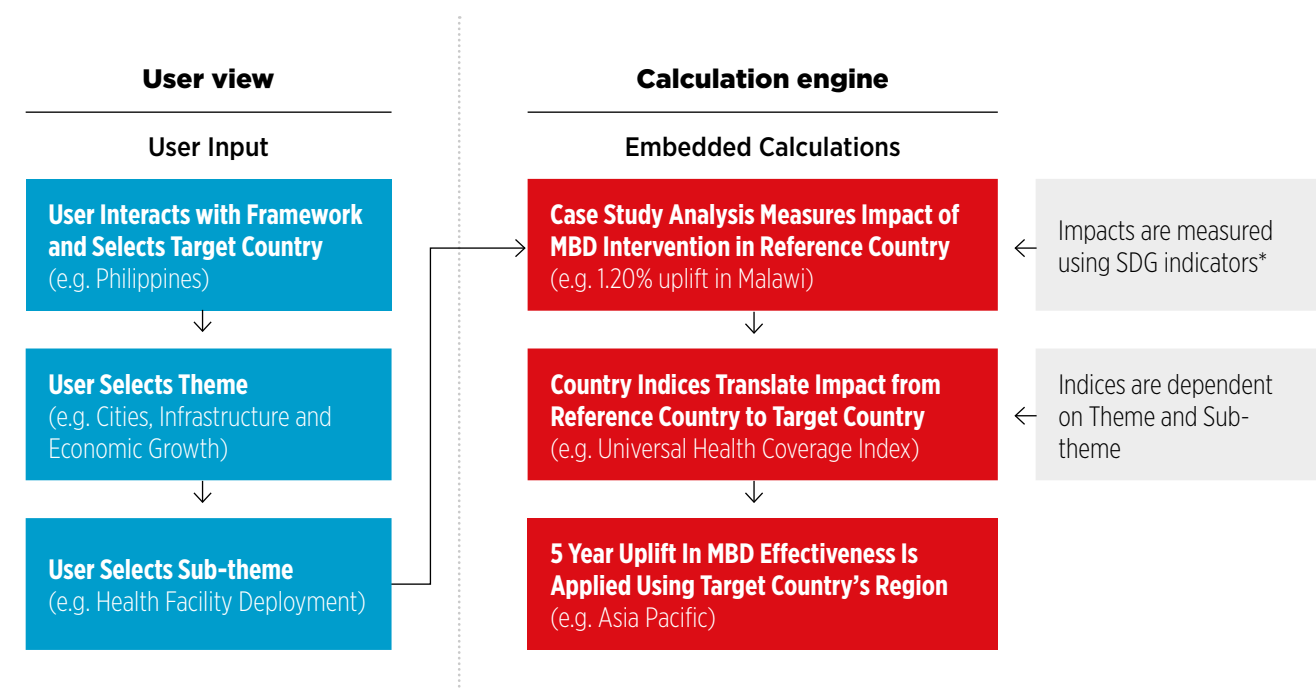 User view
User Input
User Interacts with Framework
and Selects Target Country
(e.g. Philippines)
User Selects Theme
(e.g. Cities, Infrastructure and
Economic Growth)
User Selects Sub-theme
(e.g. Health Facility Deployment)
Calculation engine
Embedded Calculations
Case Study Analysis Measures Impact of
MBD Intervention in Reference Country
(e.g. 1.20% uplift in Malawi)
Impacts are measured
using SDG indicators*
Country Indices Translate Impact from
Reference Country to Target Country
(e.g. Universal Health Coverage Index)
Indices are dependent
on Theme and Sub-
theme
5 Year Uplift In MBD Effectiveness Is
Applied Using Target Country’s Region
(e.g. Asia Pacific)